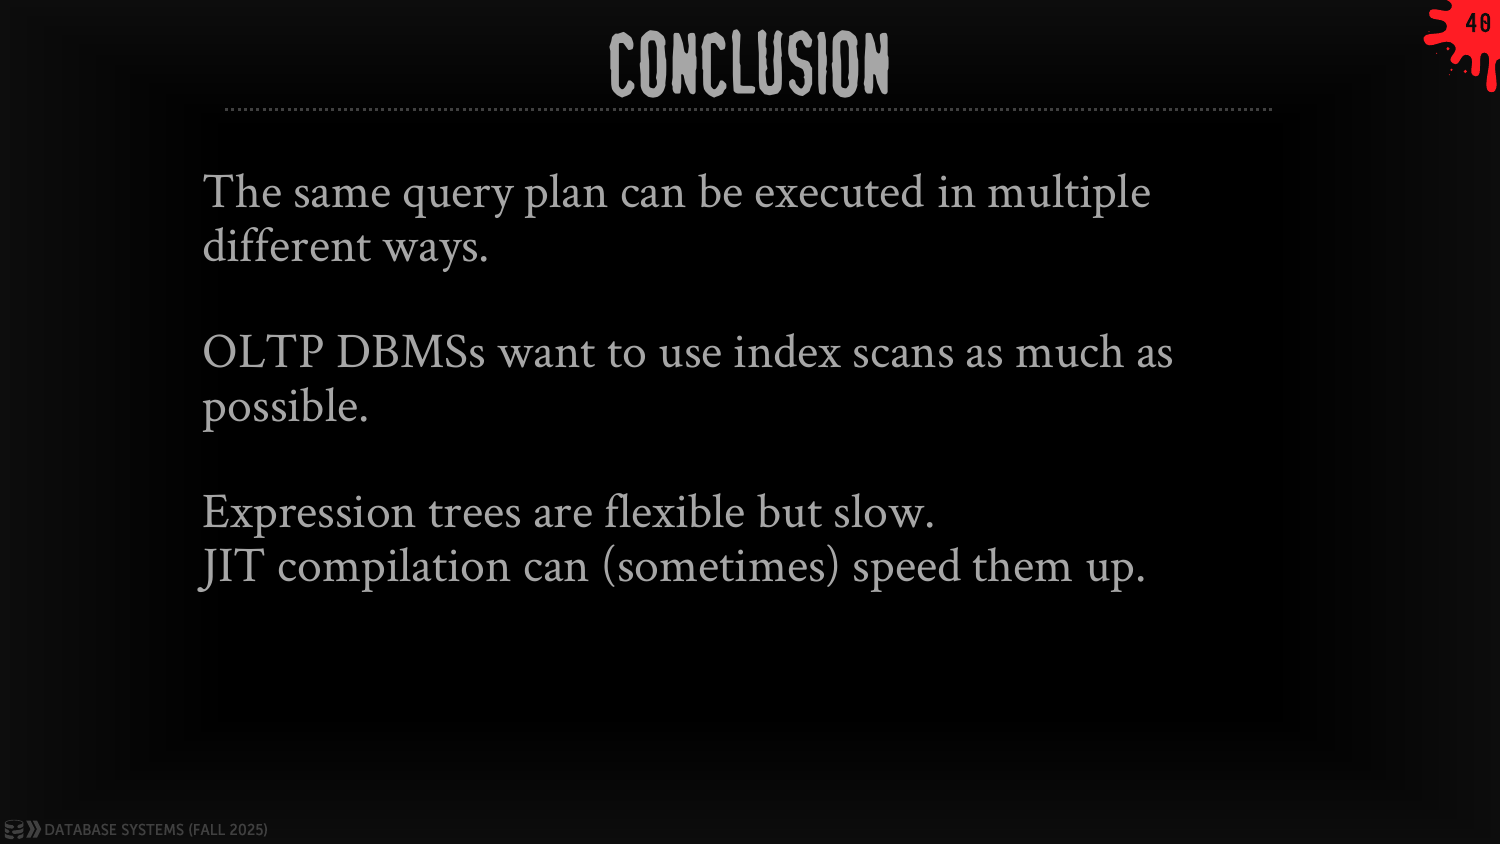 40
CONCLUSION
The same query plan can be executed in multiple
different ways.
OLTP DBMSs want to use index scans as much as
possible.
Expression trees are flexible but slow.
JIT compilation can (sometimes) speed them up.
DATABASE SYSTEMS (FALL 2025)